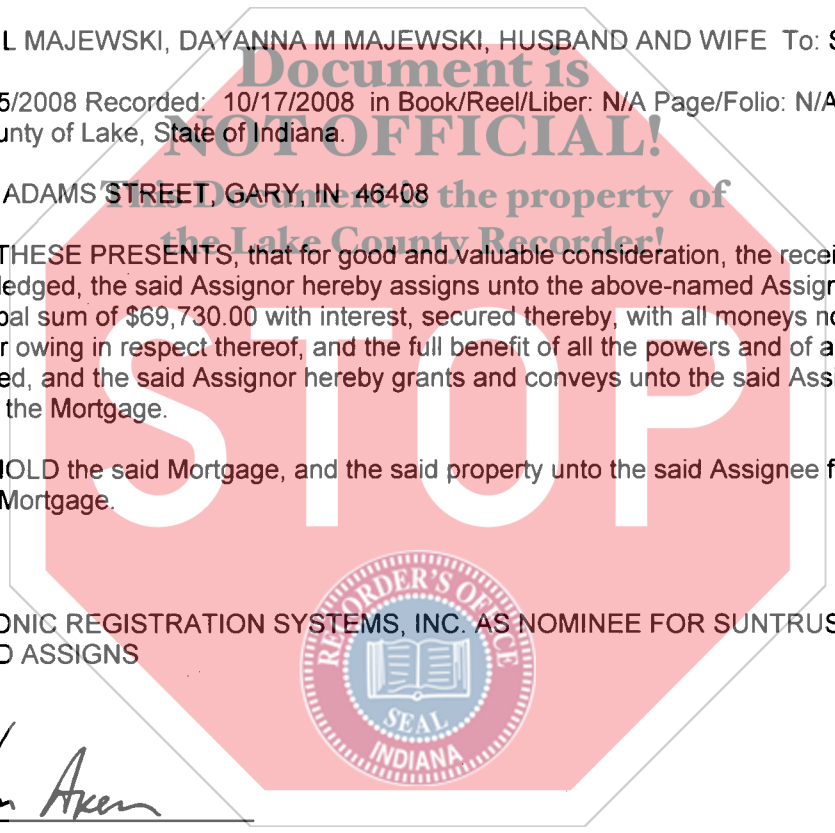 L MAJEWSKI, DAYANNA M MAJEWSKI, HUSBAND AND WIFE To: S
Document is
5/2008 Recorded: 10/17/2008 in Book/Reel/Liber: N/A Page/Folio: N/A
NOT OFFICIAL!
unty of Lake, State of Indiana.
ADAMS STREET, GARY, IN 46408
This Document is the property of
the Lake County Recorder!
THESE PRESENTS, that for good and valuable consideration, the recei
ledged, the said Assignor hereby assigns unto the above-named Assign
pal sum of $69,730.00 with interest, secured thereby, with all moneys no
r owing in respect thereof, and the full benefit of all the powers and of a
ed, and the said Assignor hereby grants and conveys unto the said Assi
the Mortgage.
STOP
HOLD the said Mortgage, and the said property unto the said Assignee f
Mortgage.
RECORDER'S OFFICE
ONIC REGISTRATION SYSTEMS, INC. AS NOMINEE FOR SUNTRUS
D ASSIGNS
SEAL
INDIANA
Aken